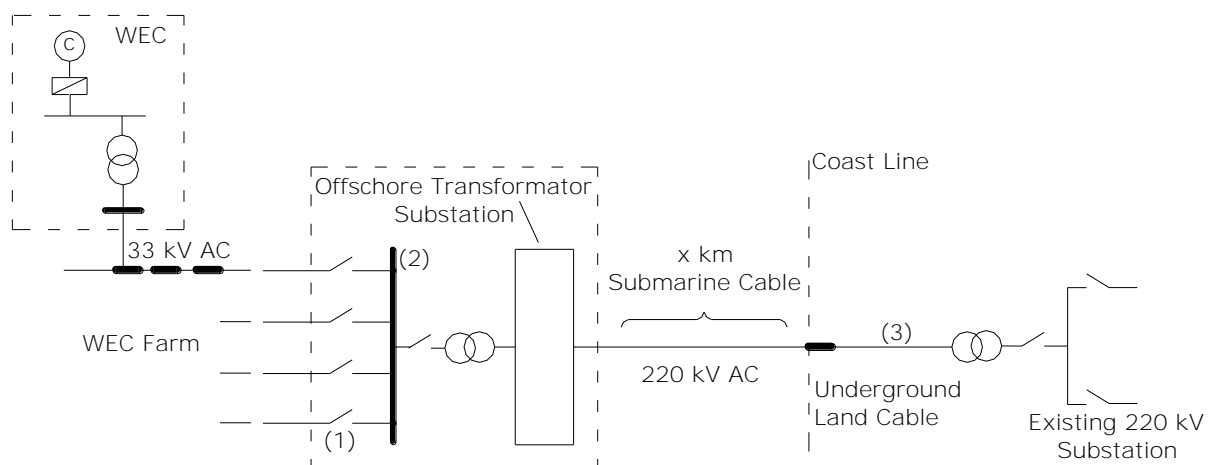 WEC
C
Coast Line
Offschore Transformator
Substation
33 kV AC
(2)
x km
Submarine Cable
WEC Farm
(3)
220 kV AC
Underground
Land Cable
(1)
Existing 220 kV
Substation